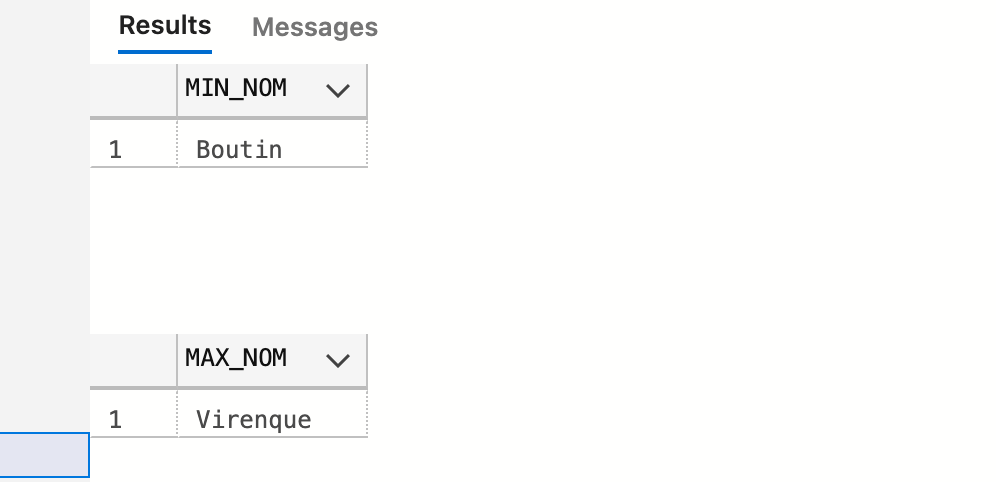 Results Messages
MIN_NOM
1 Boutin
MAX_NOM
1 Virenque